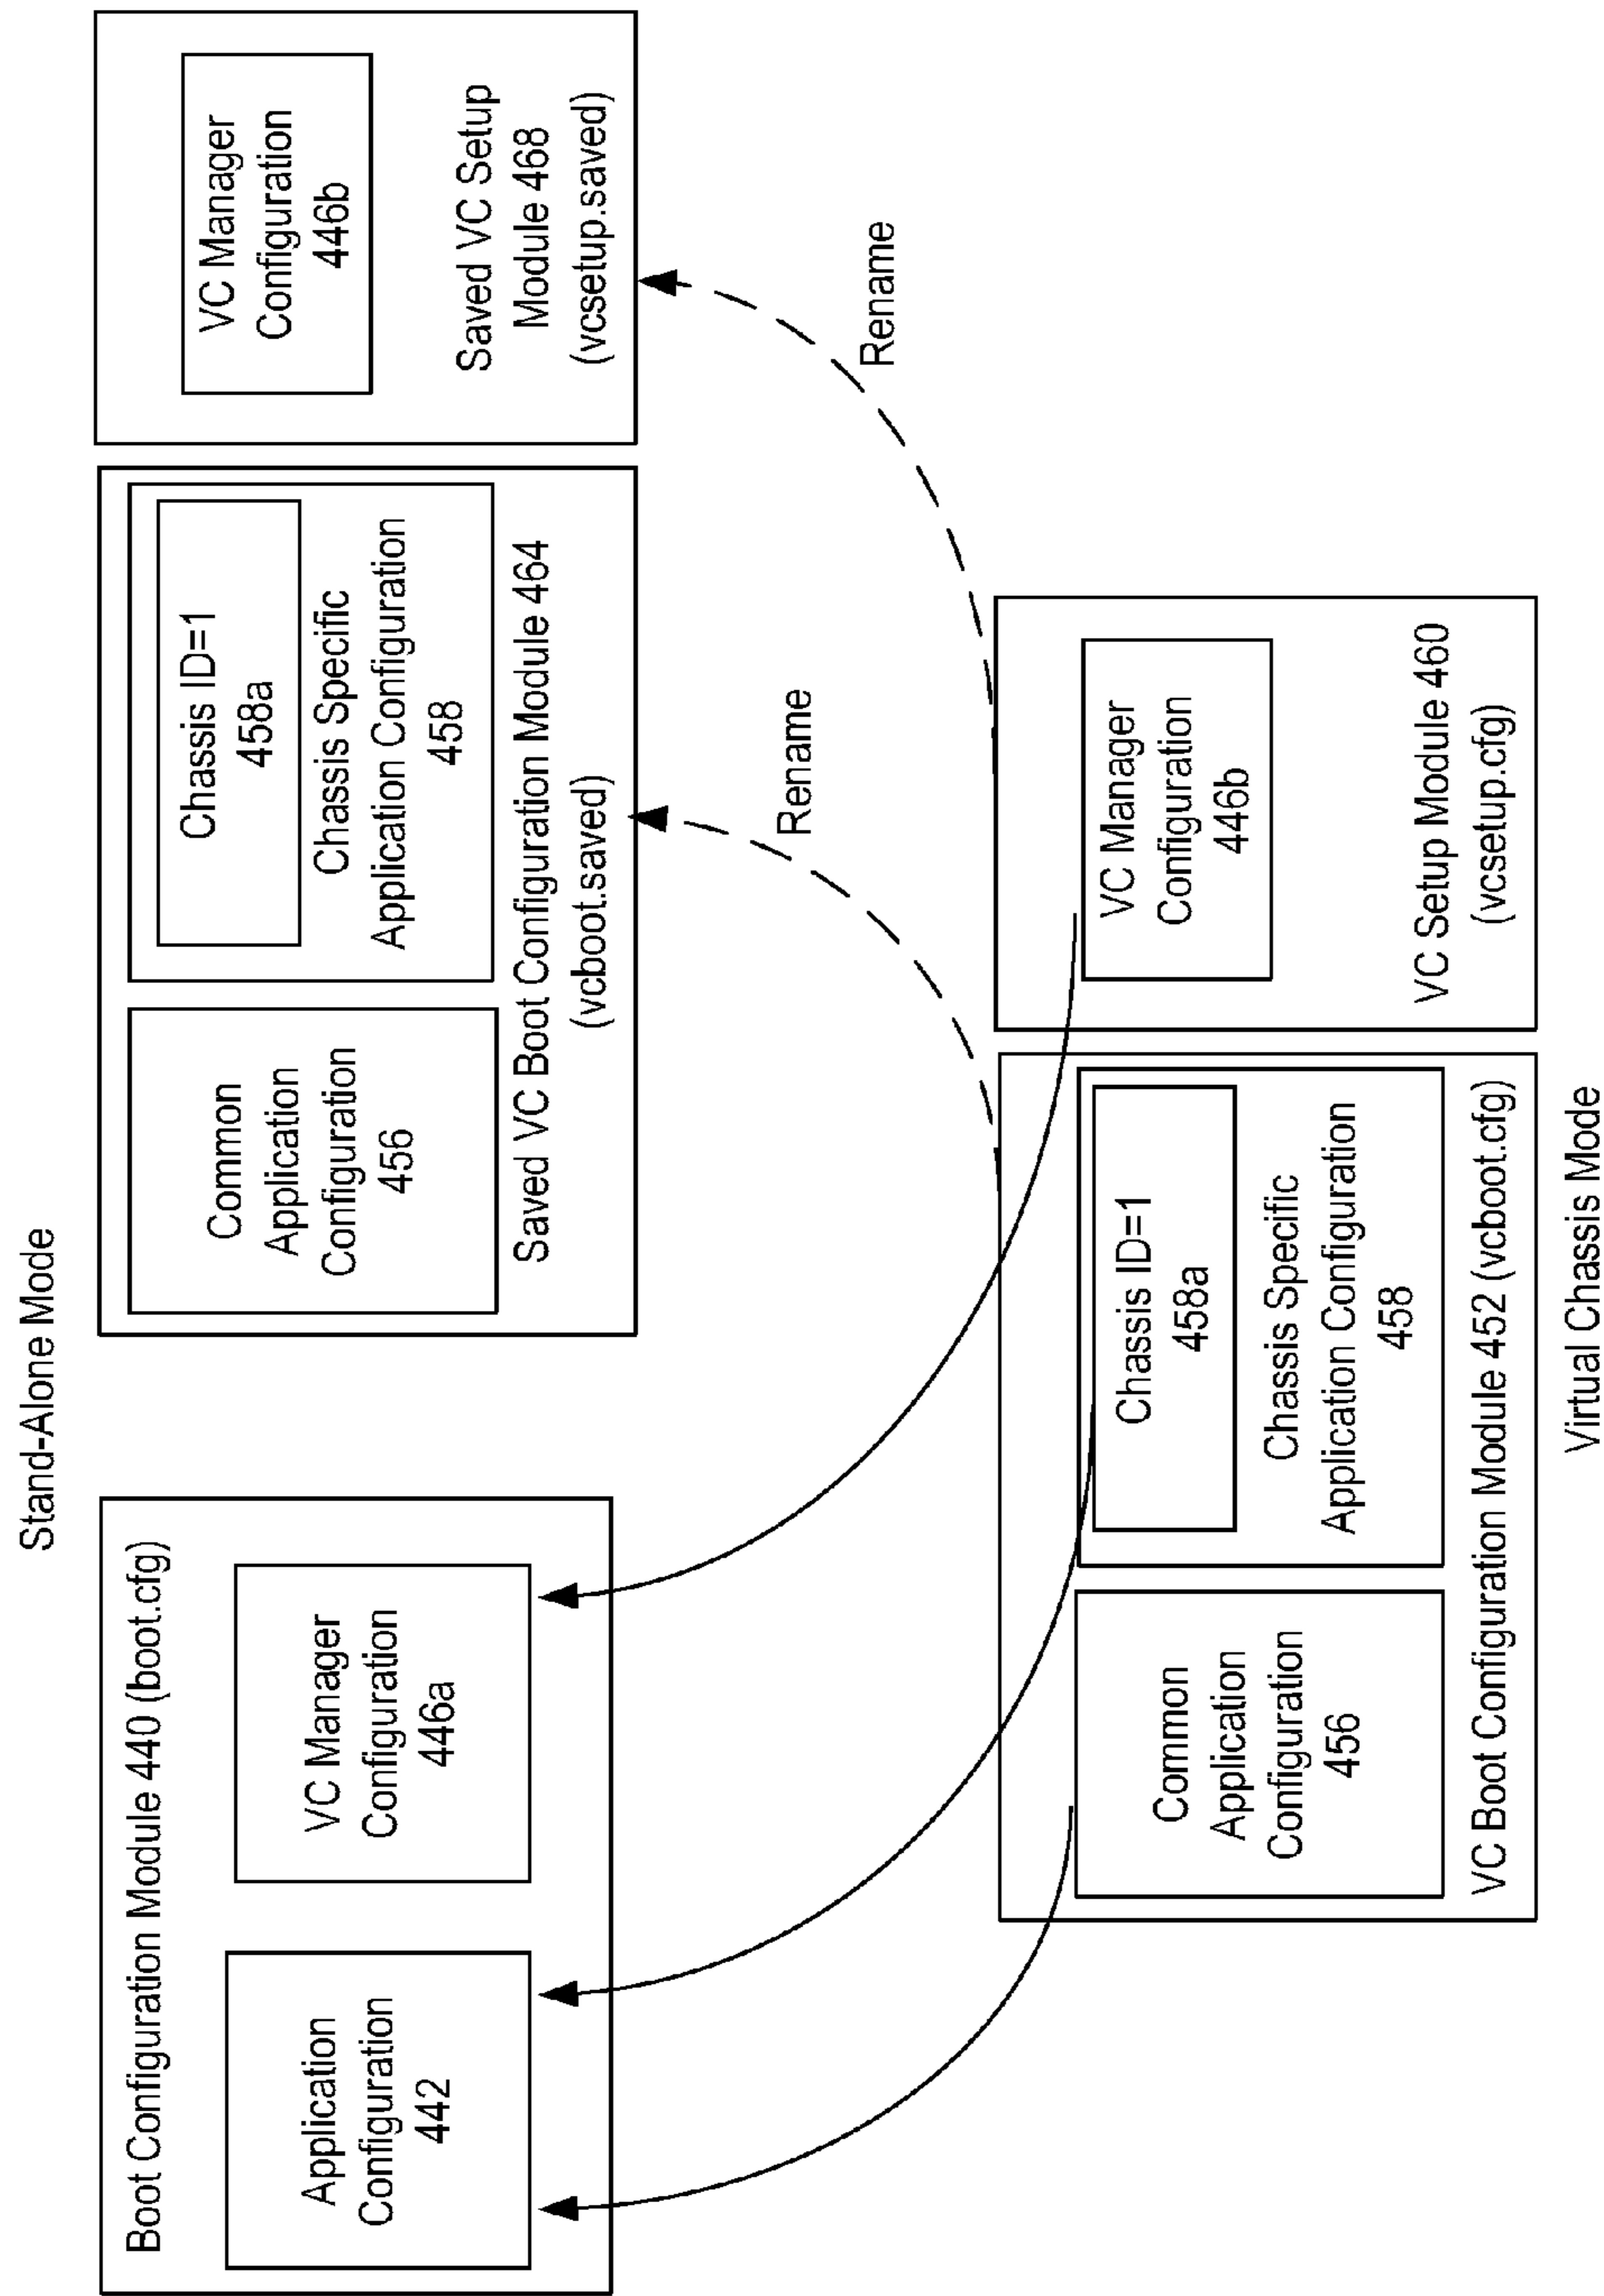 Stand-Alone Mode
Boot Configuration Module 440 (boot.cfg)
Application
Configuration
442
VC Manager
Configuration
446a
Common
Application
Configuration
456
Chassis ID=1
458a
Chassis Specific
Application Configuration
458
Saved VC Boot Configuration Module 464
(vcboot.saved)
VC Manager
Configuration
446b
Saved VC Setup
Module 468
(vcsetup.saved)
Rename
Rename
Common
Application
Configuration
456
Chassis ID=1
458a
Chassis Specific
Application Configuration
458
VC Boot Configuration Module 452 (vcboot.cfg)
VC Manager
Configuration
446b
VC Setup Module 460
(vcsetup.cfg)
Virtual Chassis Mode